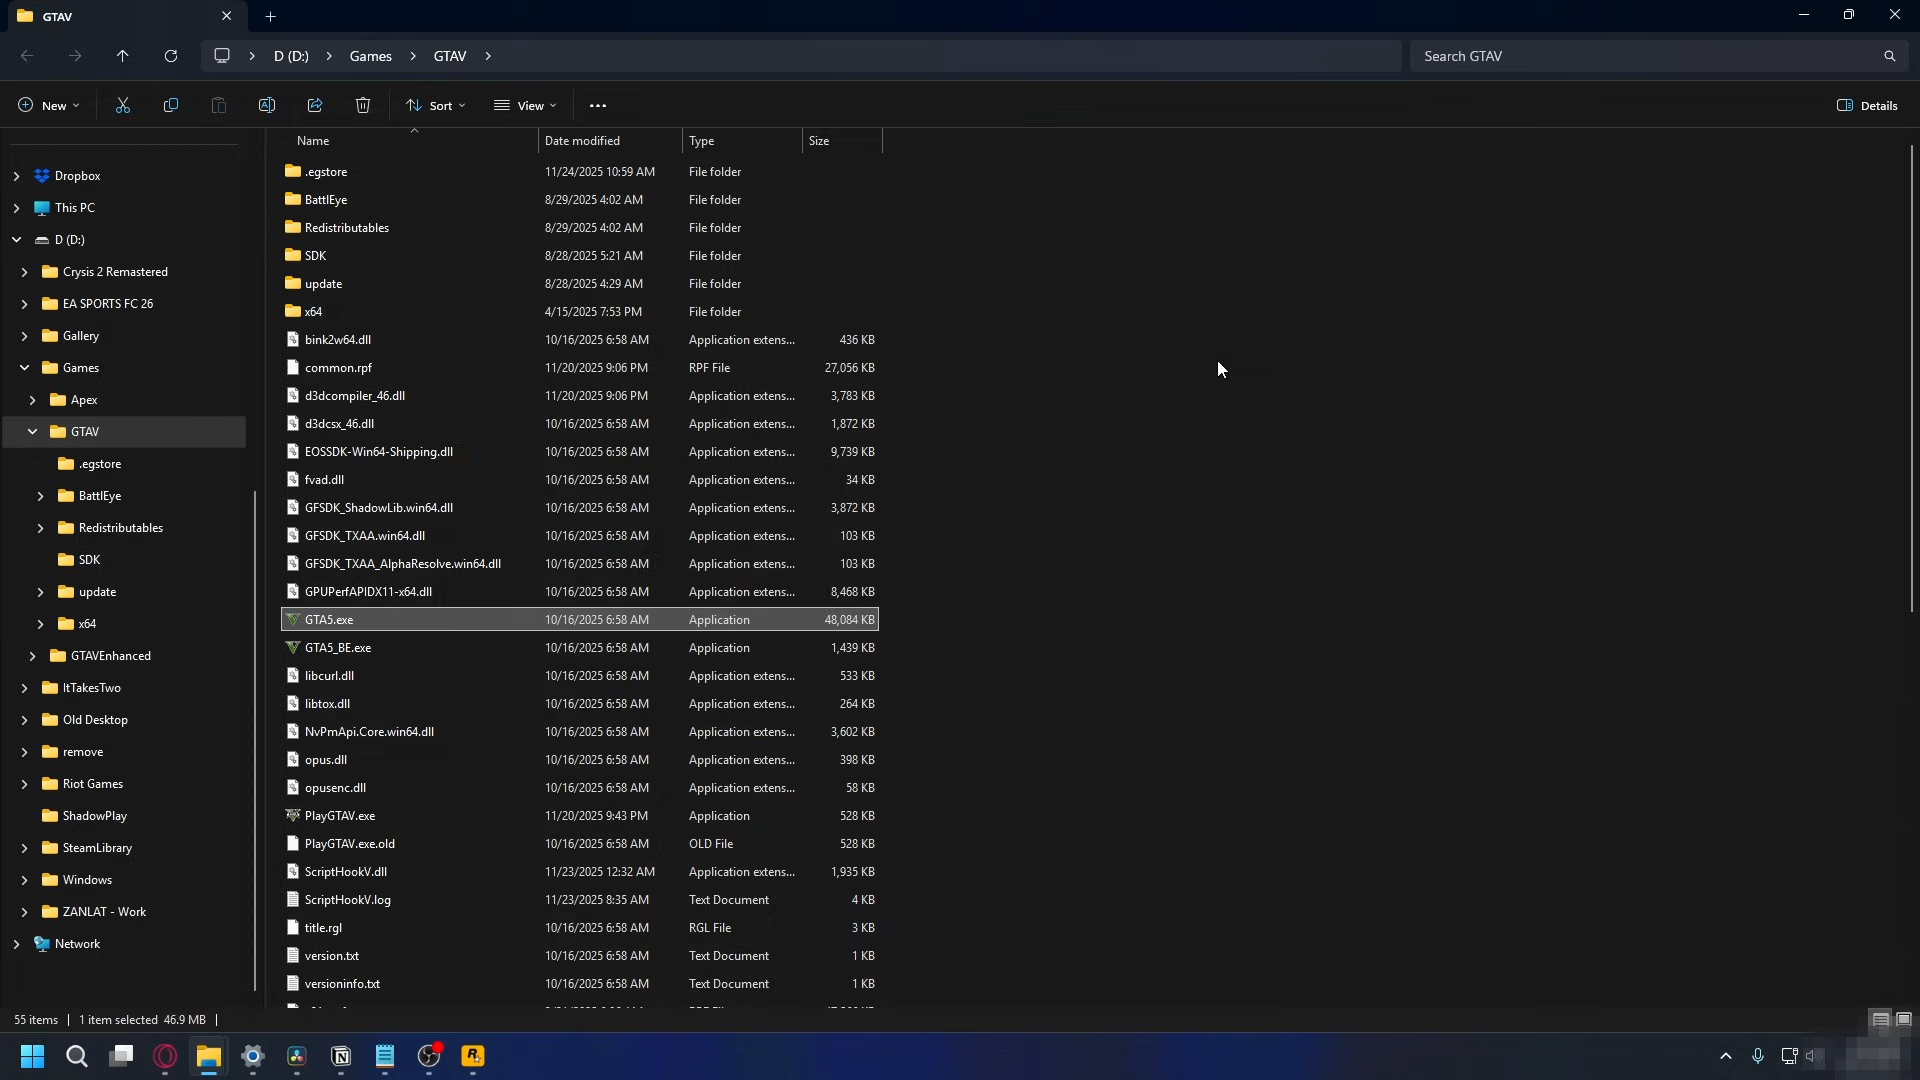 GTAV
D (D:) Games GTAV
Search GTAV
New Sort View Details
Name Date modified Type Size
Dropbox
This PC
D (D:)
Crysis 2 Remastered
EA SPORTS FC 26
Gallery
Games
Apex
GTAV
.egstore
BattlEye
Redistributables
SDK
update
x64
GTAVEnhanced
ItTakesTwo
Old Desktop
remove
Riot Games
ShadowPlay
SteamLibrary
Windows
ZANLAT - Work
Network
.egstore 11/24/2025 10:59 AM File folder
BattlEye 8/29/2025 4:02 AM File folder
Redistributables 8/29/2025 4:02 AM File folder
SDK 8/28/2025 5:21 AM File folder
update 8/28/2025 4:29 AM File folder
x64 4/15/2025 7:53 PM File folder
bink2w64.dll 10/16/2025 6:58 AM Application extens... 436 KB
common.rpf 11/20/2025 9:06 PM RPF File 27,056 KB
d3dcompiler_46.dll 11/20/2025 9:06 PM Application extens... 3,783 KB
d3dcsx_46.dll 10/16/2025 6:58 AM Application extens... 1,872 KB
EOSSDK-Win64-Shipping.dll 10/16/2025 6:58 AM Application extens... 9,739 KB
fvad.dll 10/16/2025 6:58 AM Application extens... 34 KB
GFSDK_ShadowLib.win64.dll 10/16/2025 6:58 AM Application extens... 3,872 KB
GFSDK_TXAA.win64.dll 10/16/2025 6:58 AM Application extens... 103 KB
GFSDK_TXAA_AlphaResolve.win64.dll 10/16/2025 6:58 AM Application extens... 103 KB
GPUPerfAPIDX11-x64.dll 10/16/2025 6:58 AM Application extens... 8,468 KB
GTA5.exe 10/16/2025 6:58 AM Application 48,084 KB
GTA5_BE.exe 10/16/2025 6:58 AM Application 1,439 KB
libcurl.dll 10/16/2025 6:58 AM Application extens... 533 KB
libtox.dll 10/16/2025 6:58 AM Application extens... 264 KB
NvPmApi.Core.win64.dll 10/16/2025 6:58 AM Application extens... 3,602 KB
opus.dll 10/16/2025 6:58 AM Application extens... 398 KB
opusenc.dll 10/16/2025 6:58 AM Application extens... 58 KB
PlayGTAV.exe 11/20/2025 9:43 PM Application 528 KB
PlayGTAV.exe.old 10/16/2025 6:58 AM OLD File 528 KB
ScriptHookV.dll 11/23/2025 12:32 AM Application extens... 1,935 KB
ScriptHookV.log 11/23/2025 8:35 AM Text Document 4 KB
title.rgl 10/16/2025 6:58 AM RGL File 3 KB
version.txt 10/16/2025 6:58 AM Text Document 1 KB
versioninfo.txt 10/16/2025 6:58 AM Text Document 1 KB
55 items 1 item selected 46.9 MB